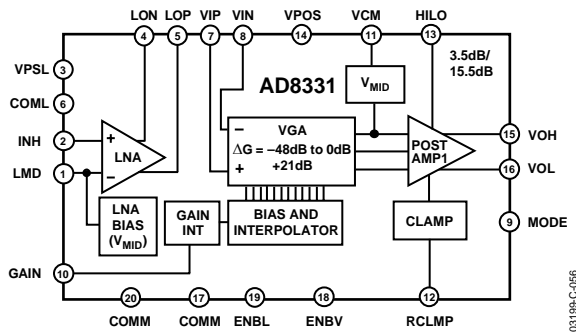 LON LOP VIP VIN VPOS VCM HILO
4 5 7 8 14 11 13
VPSL 3
COML 6
INH 2
LMD 1
+
−
LNA
LNA
BIAS
(VMID)
AD8331
VMID
3.5dB/
15.5dB
−
VGA
ΔG = −48dB to 0dB
+21dB
+
POST
AMP1
15 VOH
16 VOL
GAIN
INT
BIAS AND
INTERPOLATOR
CLAMP
9 MODE
GAIN 10
20 17 19 18 12
COMM COMM ENBL ENBV RCLMP
03199-C-056